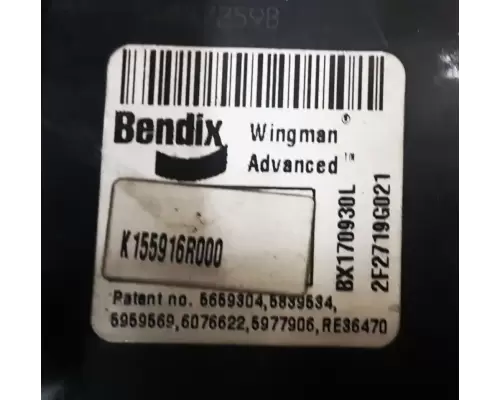 Bendix
Wingman®
Advanced™
K155916R000
BX170930L
2F2719G021
Patent no. 5659304,5839534,
5959569,6076622,5977906,RE36470